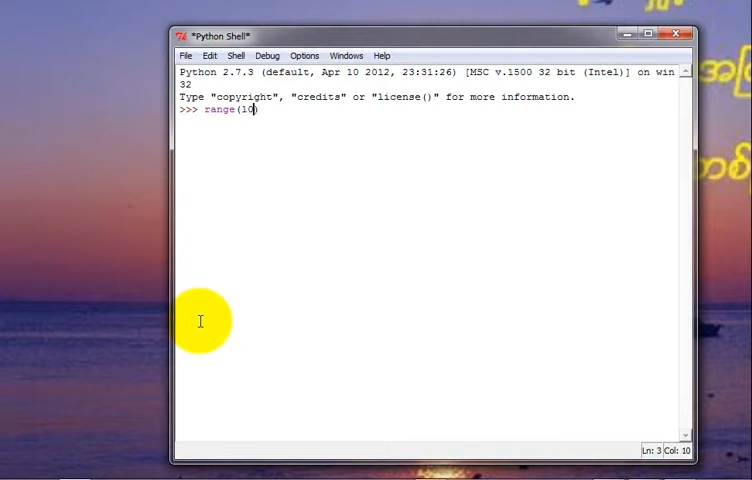 *Python Shell*
File Edit Shell Debug Options Windows Help
Python 2.7.3 (default, Apr 10 2012, 23:31:26) [MSC v.1500 32 bit (Intel)] on win
32
Type "copyright", "credits" or "license()" for more information.
>>> range(10)
Ln: 3 Col: 10